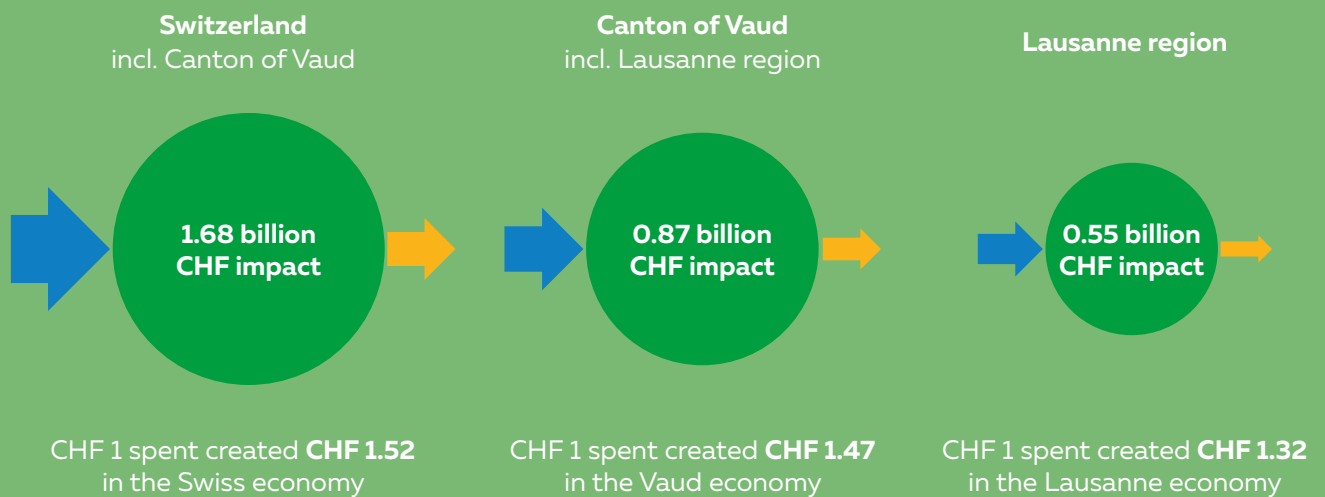 Switzerland
incl. Canton of Vaud
1.68 billion
CHF impact
CHF 1 spent created CHF 1.52
in the Swiss economy
Canton of Vaud
incl. Lausanne region
0.87 billion
CHF impact
CHF 1 spent created CHF 1.47
in the Vaud economy
Lausanne region
0.55 billion
CHF impact
CHF 1 spent created CHF 1.32
in the Lausanne economy